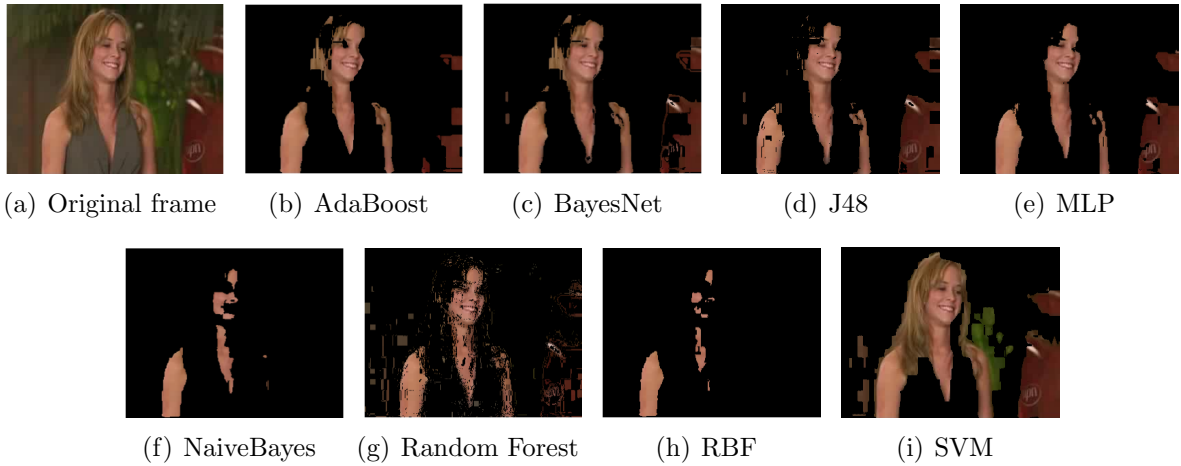 (a) Original frame
(b) AdaBoost
(c) BayesNet
(d) J48
(e) MLP
(f) NaiveBayes
(g) Random Forest
(h) RBF
(i) SVM